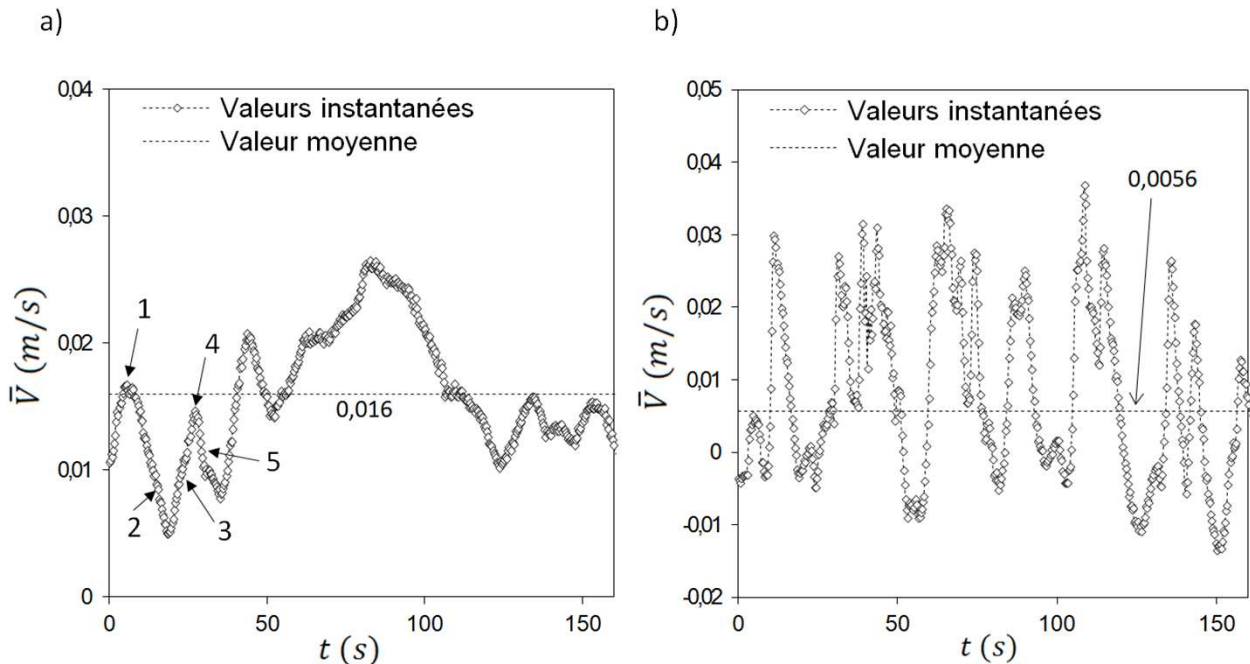 a)
0,04
0,03
0,02
0,01
0
V̄ (m/s)
Valeurs instantanées
Valeur moyenne
1
2
3
4
5
0,016
0
50
100
150
t (s)
b)
0,05
0,04
0,03
0,02
0,01
0
-0,01
-0,02
V̄ (m/s)
Valeurs instantanées
Valeur moyenne
0,0056
0
50
100
150
t (s)